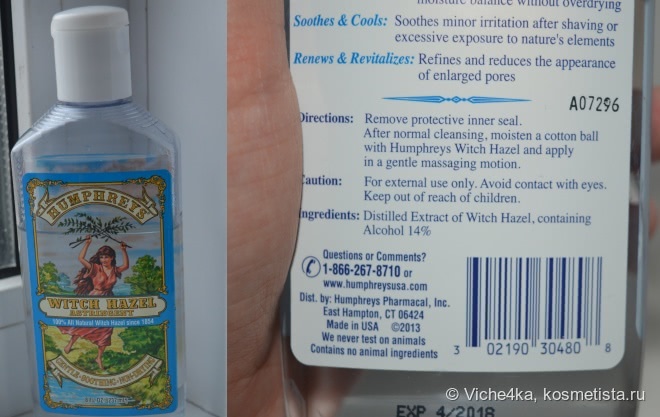 HUMPHREYS
WITCH HAZEL
ASTRINGENT
100% All Natural Witch Hazel since 1854
GENTLE • SOOTHING • NON-DRYING
moisture balance without overdrying
Soothes & Cools: Soothes minor irritation after shaving or
excessive exposure to nature's elements
Renews & Revitalizes: Refines and reduces the appearance
of enlarged pores
A07296
Directions: Remove protective inner seal.
After normal cleansing, moisten a cotton ball
with Humphreys Witch Hazel and apply
in a gentle massaging motion.
Caution: For external use only. Avoid contact with eyes.
Keep out of reach of children.
Ingredients: Distilled Extract of Witch Hazel, containing
Alcohol 14%
Questions or Comments?
1-866-267-8710 or
www.humphreysusa.com
Dist. by: Humphreys Pharmacal, Inc.
East Hampton, CT 06424
Made in USA ©2013
We never test on animals
Contains no animal ingredients
3 02190 30480 8
EXP 4/2018
© Viche4ka, kosmetista.ru